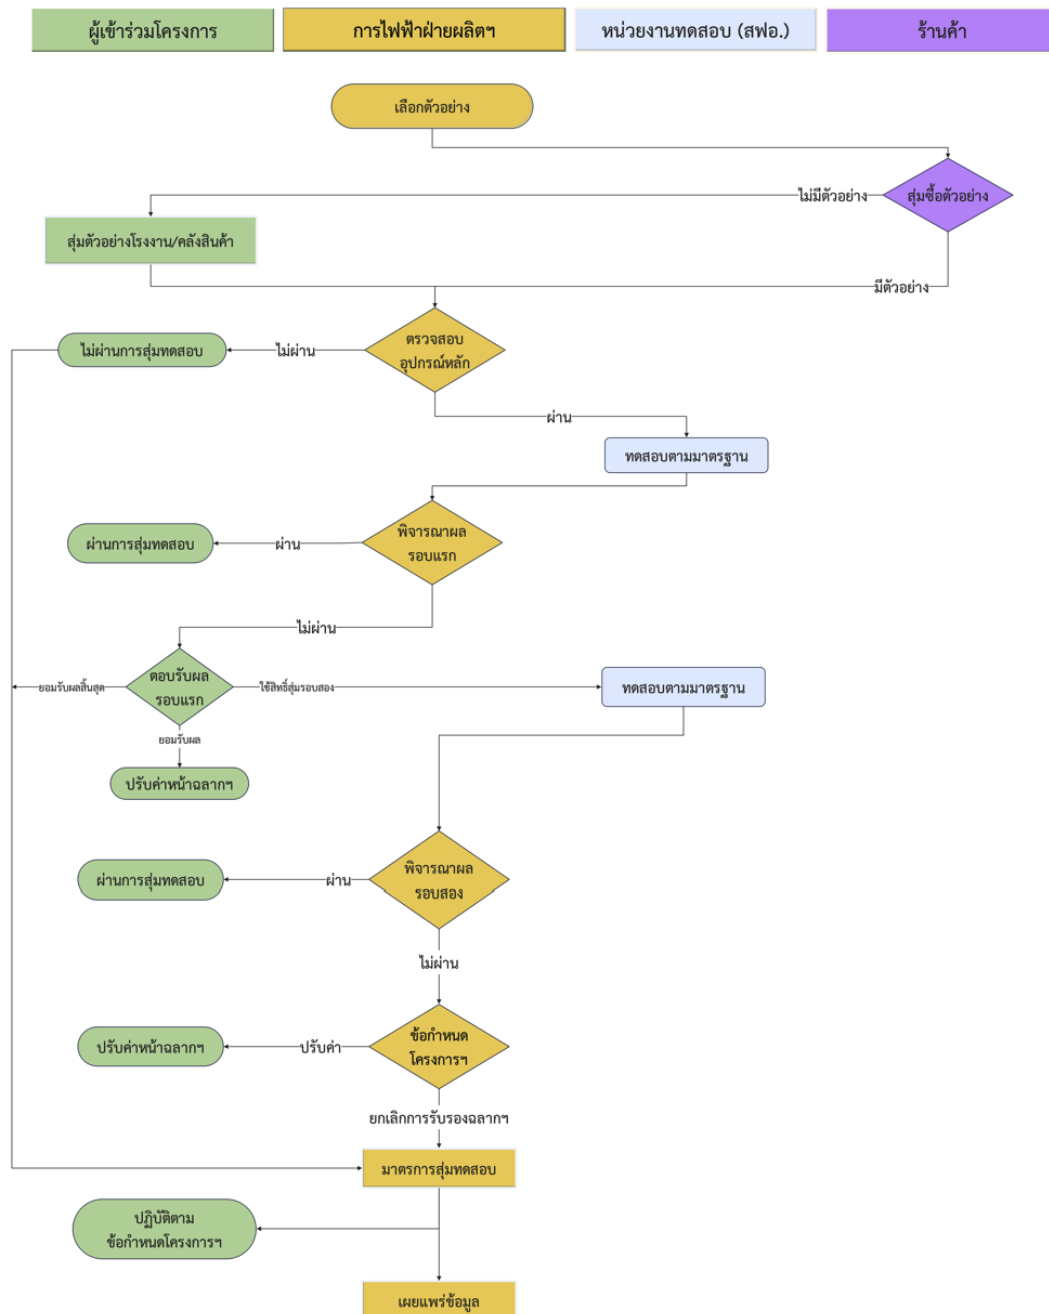 ผู้เข้าร่วมโครงการ
การไฟฟ้าฝ่ายผลิตฯ
หน่วยงานทดสอบ (สฟอ.)
ร้านค้า
เลือกตัวอย่าง
สุ่มซื้อตัวอย่าง
ไม่มีตัวอย่าง
สุ่มตัวอย่างโรงงาน/คลังสินค้า
มีตัวอย่าง
ตรวจสอบ
อุปกรณ์หลัก
ไม่ผ่าน
ไม่ผ่านการสุ่มทดสอบ
ผ่าน
ทดสอบตามมาตรฐาน
พิจารณาผล
รอบแรก
ผ่าน
ผ่านการสุ่มทดสอบ
ไม่ผ่าน
ตอบรับผล
รอบแรก
ยอมรับผลสิ้นสุด
ใช้สิทธิ์สุ่มรอบสอง
ทดสอบตามมาตรฐาน
ยอมรับผล
ปรับค่าหน้าฉลากฯ
พิจารณาผล
รอบสอง
ผ่าน
ผ่านการสุ่มทดสอบ
ไม่ผ่าน
ข้อกำหนด
โครงการฯ
ปรับค่า
ปรับค่าหน้าฉลากฯ
ยกเลิกการรับรองฉลากฯ
มาตรการสุ่มทดสอบ
ปฏิบัติตาม
ข้อกำหนดโครงการฯ
เผยแพร่ข้อมูล